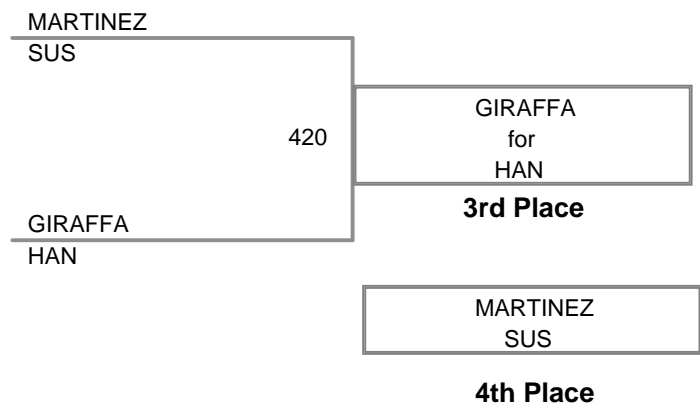 MARTINEZ
SUS
420
GIRAFFA
for
HAN
3rd Place
GIRAFFA
HAN
MARTINEZ
SUS
4th Place